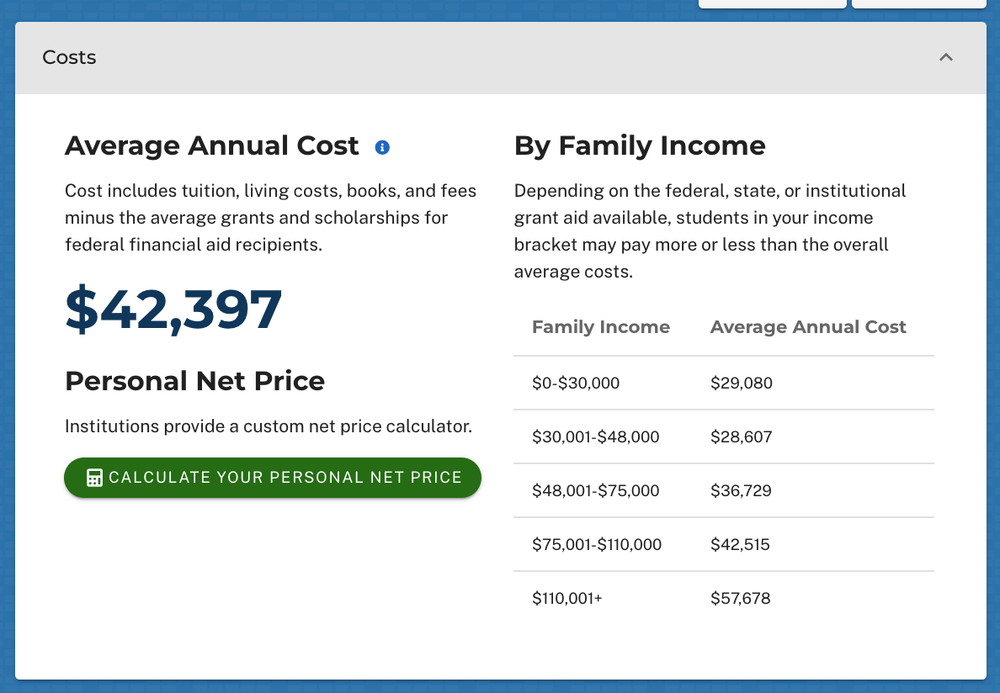 Costs
Average Annual Cost
Cost includes tuition, living costs, books, and fees
minus the average grants and scholarships for
federal financial aid recipients.
$42,397
Personal Net Price
Institutions provide a custom net price calculator.
CALCULATE YOUR PERSONAL NET PRICE
By Family Income
Depending on the federal, state, or institutional
grant aid available, students in your income
bracket may pay more or less than the overall
average costs.
Family Income Average Annual Cost
$0-$30,000 $29,080
$30,001-$48,000 $28,607
$48,001-$75,000 $36,729
$75,001-$110,000 $42,515
$110,001+ $57,678